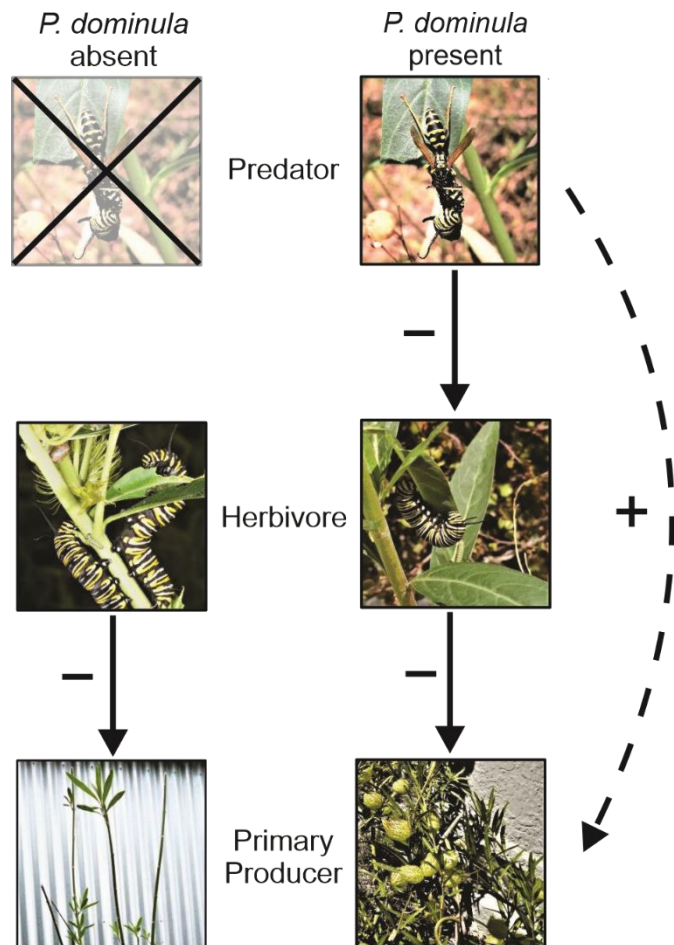 P. dominula
absent
P. dominula
present
Predator
−
Herbivore
+
−
−
Primary
Producer